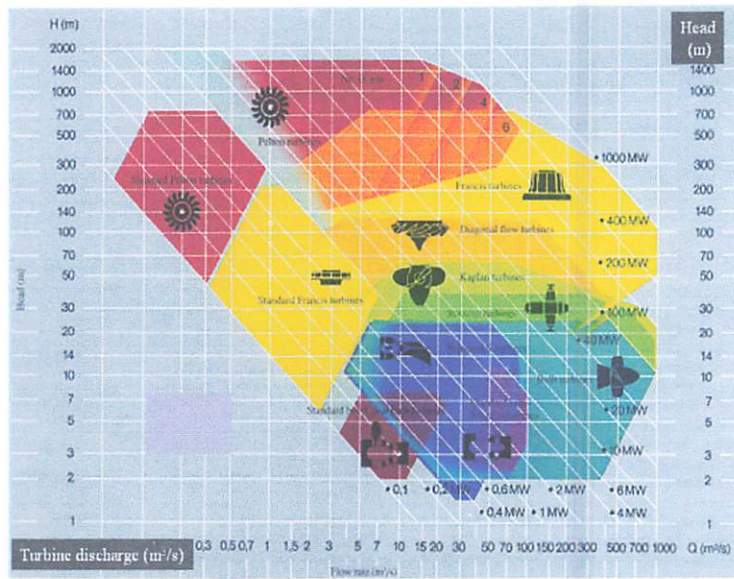 H (m)
Head
(m)
2000
1400
1000
700
500
300
200
140
100
70
50
30
20
14
10
7
5
3
2
1
1400
1000
700
500
300
200
140
100
70
50
30
20
14
10
7
5
3
2
1
Head (m)
1 2 4 6
Pelton turbines
Standard Pelton turbines
Francis turbines
Diagonal flow turbines
Kaplan turbines
Standard Francis turbines
1000 MW
400 MW
200 MW
100 MW
40 MW
20 MW
10 MW
0,1
0,6 MW
2 MW
6 MW
0,4 MW
1 MW
4 MW
Turbine discharge (m³/s)
0,3 0,5 0,7 1 1,5 2 3 5 7 10 15 20 30 50 70 100 150 200 300 500 700 1000 Q (m³/s)
Flow rate (m³/s)